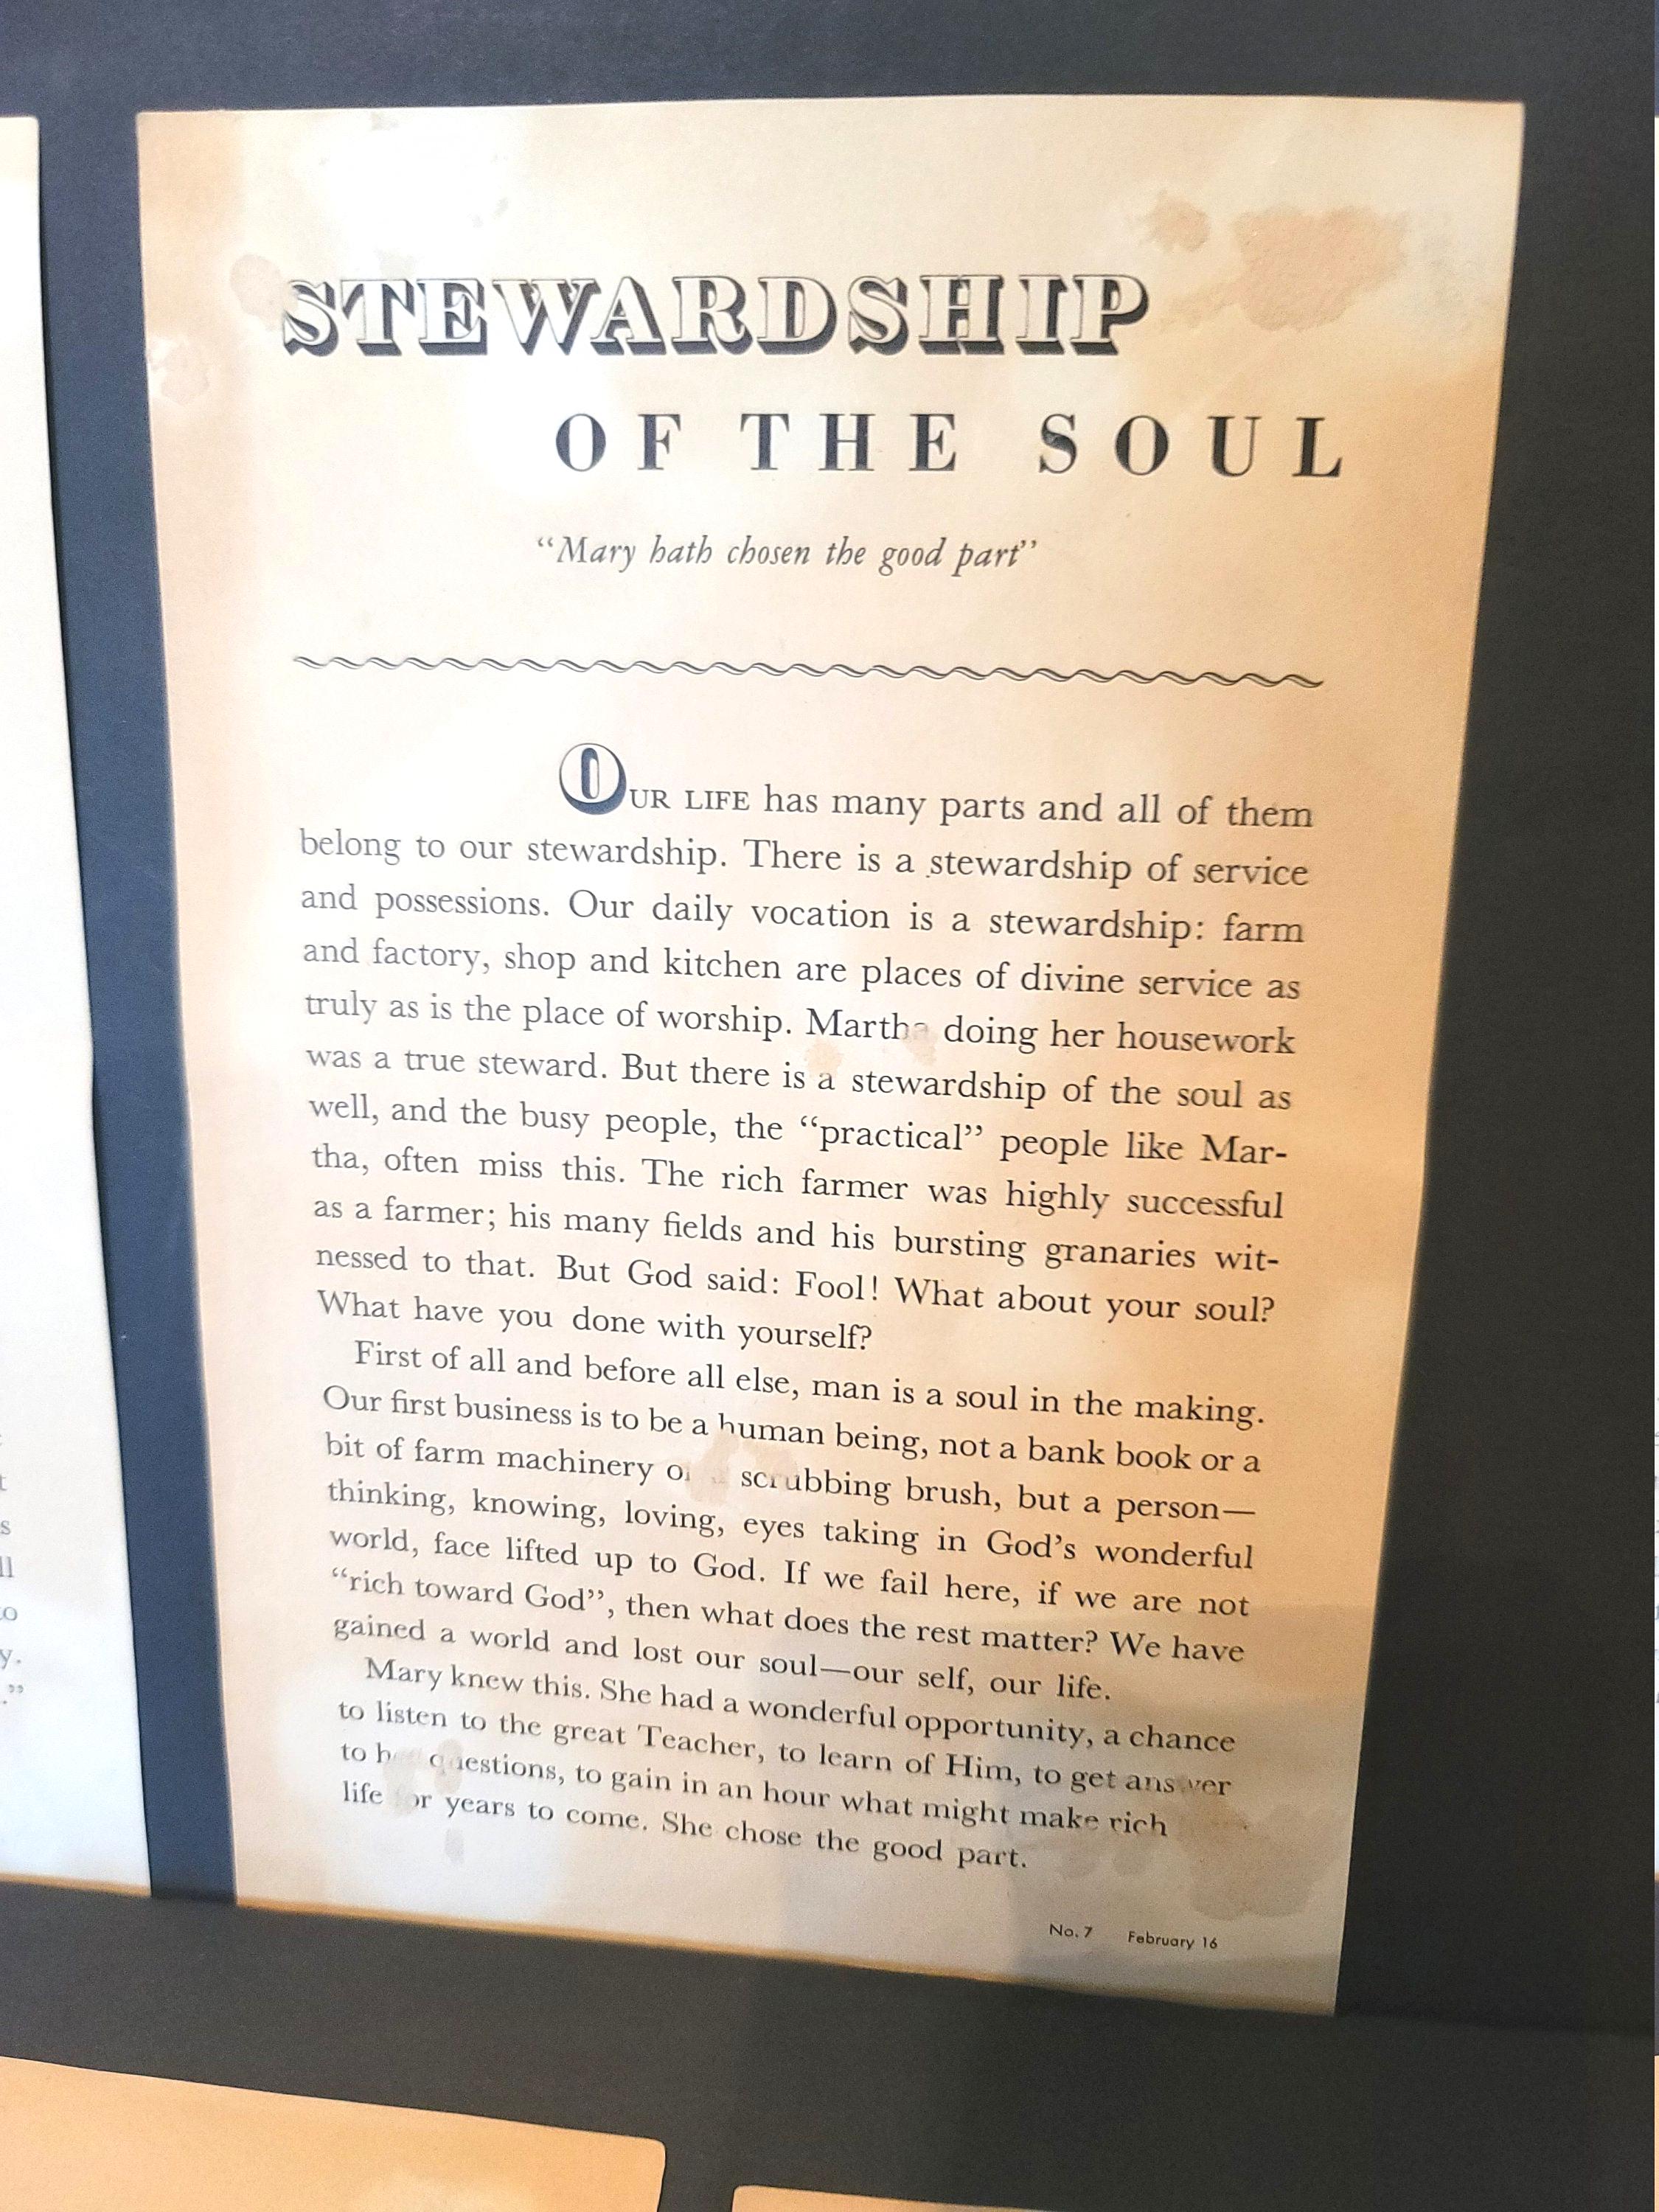 STEWARDSHIP
OF THE SOUL
“Mary hath chosen the good part”
OUR LIFE has many parts and all of them
belong to our stewardship. There is a stewardship of service
and possessions. Our daily vocation is a stewardship: farm
and factory, shop and kitchen are places of divine service as
truly as is the place of worship. Martha doing her housework
was a true steward. But there is a stewardship of the soul as
well, and the busy people, the “practical” people like Mar-
tha, often miss this. The rich farmer was highly successful
as a farmer; his many fields and his bursting granaries wit-
nessed to that. But God said: Fool! What about your soul?
What have you done with yourself?
First of all and before all else, man is a soul in the making.
Our first business is to be a human being, not a bank book or a
bit of farm machinery or scrubbing brush, but a person—
thinking, knowing, loving, eyes taking in God’s wonderful
world, face lifted up to God. If we fail here, if we are not
“rich toward God”, then what does the rest matter? We have
gained a world and lost our soul—our self, our life.
Mary knew this. She had a wonderful opportunity, a chance
to listen to the great Teacher, to learn of Him, to get answer
to questions, to gain in an hour what might make rich
life for years to come. She chose the good part.
No. 7 February 16